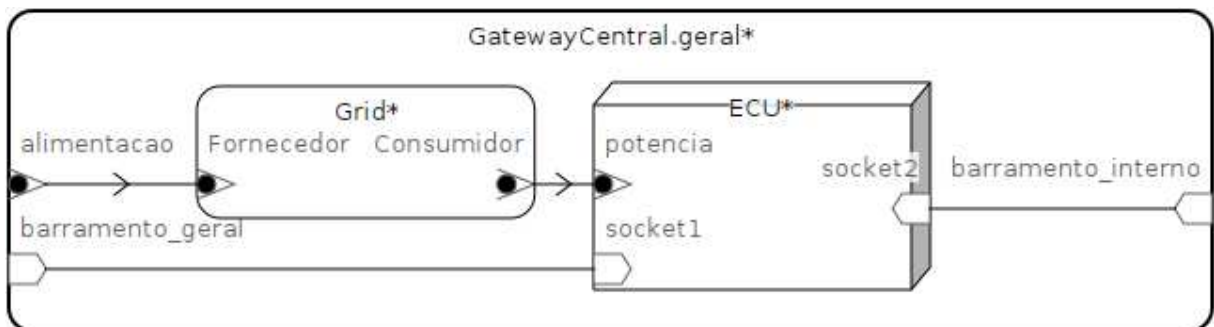 GatewayCentral.geral*
Grid*
ECU*
alimentacao
Fornecedor
Consumidor
potencia
socket2
barramento_interno
barramento_geral
socket1